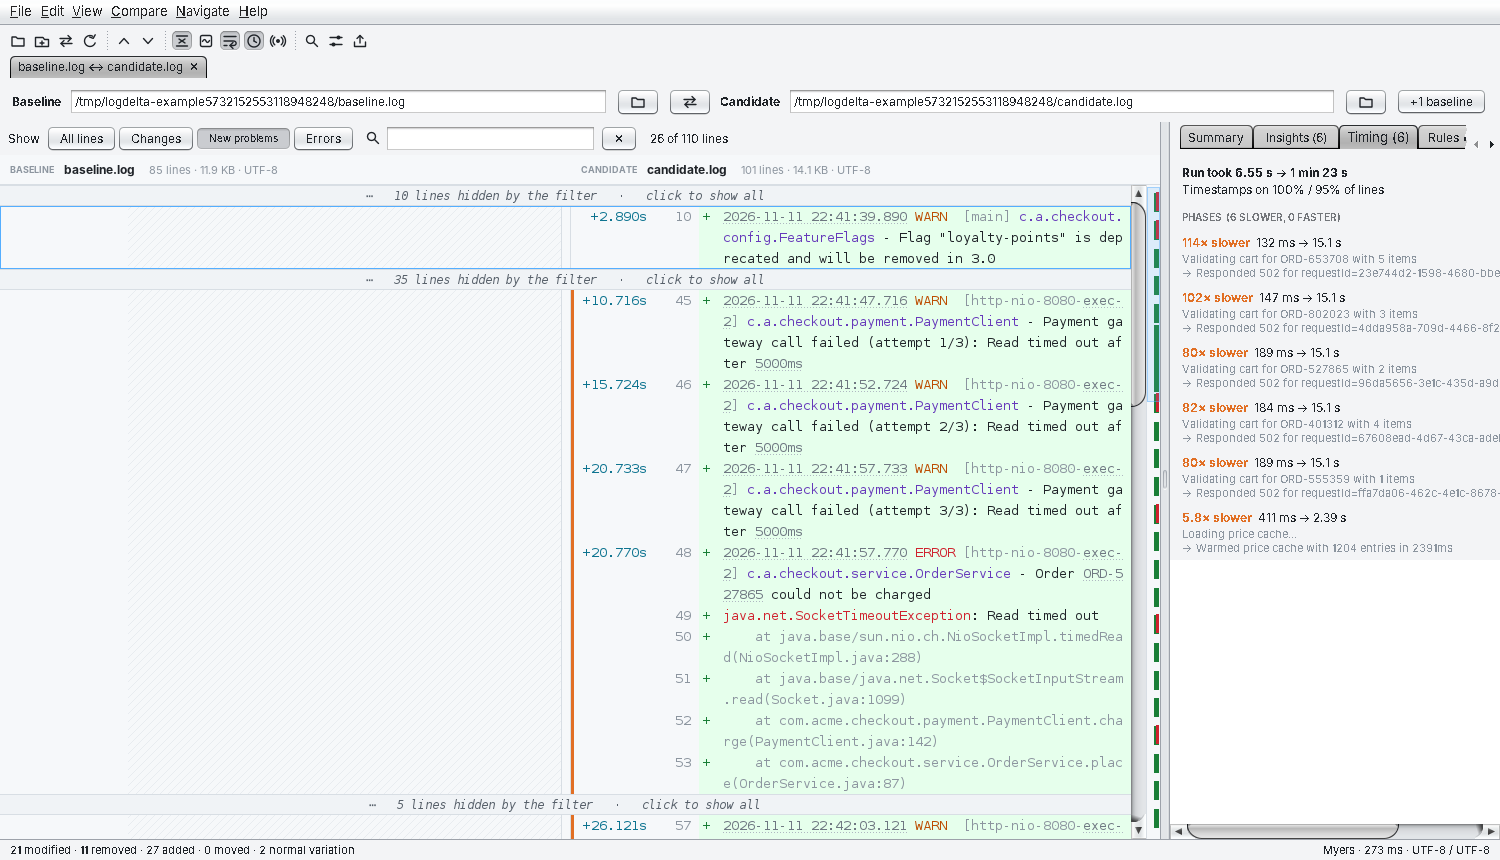 File Edit View Compare Navigate Help
baseline.log ↔ candidate.log ×
Baseline /tmp/logdelta-example5732152553118948248/baseline.log Candidate /tmp/logdelta-example5732152553118948248/candidate.log +1 baseline
Show All lines Changes New problems Errors × 26 of 110 lines
BASELINE baseline.log 85 lines · 11.9 KB · UTF-8 CANDIDATE candidate.log 101 lines · 14.1 KB · UTF-8
⋯ 10 lines hidden by the filter · click to show all
+2.890s 10 + 2026-11-11 22:41:39.890 WARN [main] c.a.checkout.
config.FeatureFlags - Flag "loyalty-points" is dep
recated and will be removed in 3.0
⋯ 35 lines hidden by the filter · click to show all
+10.716s 45 + 2026-11-11 22:41:47.716 WARN [http-nio-8080-exec-
2] c.a.checkout.payment.PaymentClient - Payment ga
teway call failed (attempt 1/3): Read timed out af
ter 5000ms
+15.724s 46 + 2026-11-11 22:41:52.724 WARN [http-nio-8080-exec-
2] c.a.checkout.payment.PaymentClient - Payment ga
teway call failed (attempt 2/3): Read timed out af
ter 5000ms
+20.733s 47 + 2026-11-11 22:41:57.733 WARN [http-nio-8080-exec-
2] c.a.checkout.payment.PaymentClient - Payment ga
teway call failed (attempt 3/3): Read timed out af
ter 5000ms
+20.770s 48 + 2026-11-11 22:41:57.770 ERROR [http-nio-8080-exec-
2] c.a.checkout.service.OrderService - Order ORD-5
27865 could not be charged
49 + java.net.SocketTimeoutException: Read timed out
50 + at java.base/sun.nio.ch.NioSocketImpl.timedRea
d(NioSocketImpl.java:288)
51 + at java.base/java.net.Socket$SocketInputStream
.read(Socket.java:1099)
52 + at com.acme.checkout.payment.PaymentClient.cha
rge(PaymentClient.java:142)
53 + at com.acme.checkout.service.OrderService.plac
e(OrderService.java:87)
⋯ 5 lines hidden by the filter · click to show all
+26.121s 57 + 2026-11-11 22:42:03.121 WARN [http-nio-8080-exec-
Summary Insights (6) Timing (6) Rules
Run took 6.55 s → 1 min 23 s
Timestamps on 100% / 95% of lines
PHASES (6 SLOWER, 0 FASTER)
114× slower 132 ms → 15.1 s
Validating cart for ORD-653708 with 5 items
→ Responded 502 for requestId=23e744d2-1598-4680-bbe
102× slower 147 ms → 15.1 s
Validating cart for ORD-802023 with 3 items
→ Responded 502 for requestId=4dda958a-709d-4466-8f2
80× slower 189 ms → 15.1 s
Validating cart for ORD-527865 with 2 items
→ Responded 502 for requestId=96da5656-3e1c-435d-a9d
82× slower 184 ms → 15.1 s
Validating cart for ORD-401312 with 4 items
→ Responded 502 for requestId=67608ead-4d67-43ca-ade
80× slower 189 ms → 15.1 s
Validating cart for ORD-555359 with 1 items
→ Responded 502 for requestId=ffa7da06-462c-4e1c-8678-
5.8× slower 411 ms → 2.39 s
Loading price cache...
→ Warmed price cache with 1204 entries in 2391ms
21 modified · 11 removed · 27 added · 0 moved · 2 normal variation Myers · 273 ms · UTF-8 / UTF-8